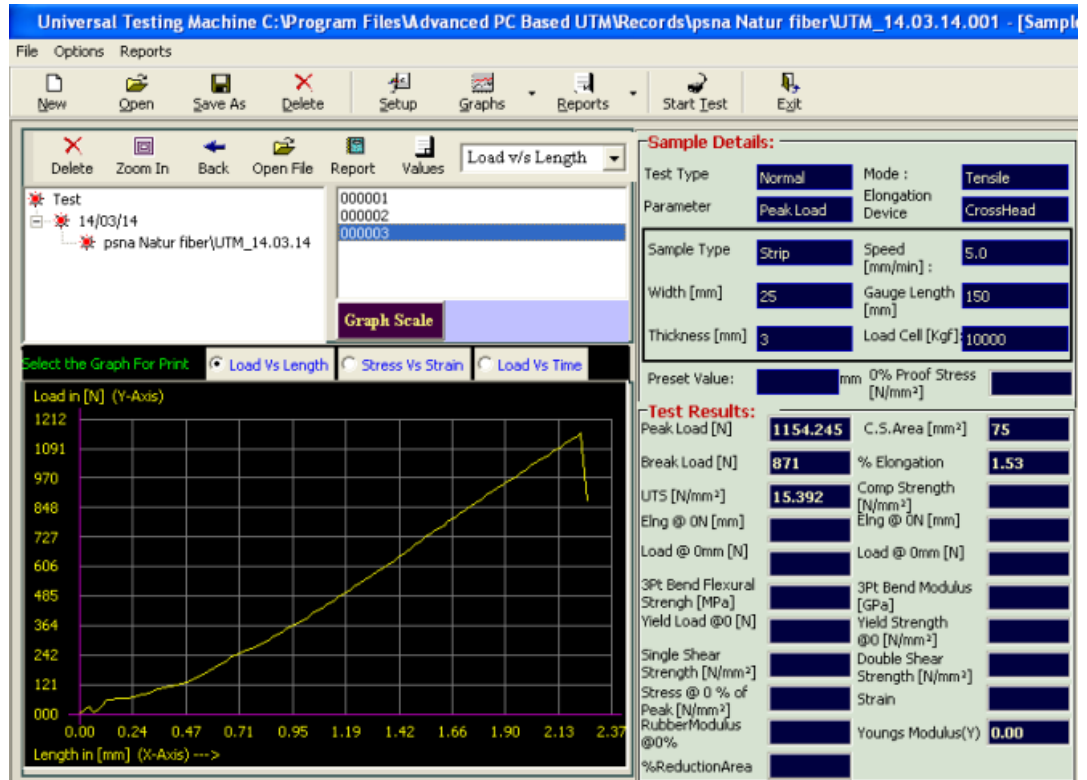 Universal Testing Machine C:\Program Files\Advanced PC Based UTM\Records\psna Natur fiber\UTM_14.03.14.001 - [Sample
File Options Reports
New Open Save As Delete Setup Graphs Reports Start Test Exit
Delete Zoom In Back Open File Report Values Load v/s Length
Test
14/03/14
psna Natur fiber\UTM_14.03.14
000001
000002
000003
Graph Scale
Select the Graph For Print Load Vs Length Stress Vs Strain Load Vs Time
Load in [N] (Y-Axis)
1212
1091
970
848
727
606
485
364
242
121
000
0.00 0.24 0.47 0.71 0.95 1.19 1.42 1.66 1.90 2.13 2.37
Length in [mm] (X-Axis) --->
Sample Details:
Test Type Normal Mode : Tensile
Parameter Peak Load Elongation Device CrossHead
Sample Type Strip Speed [mm/min] : 5.0
Width [mm] 25 Gauge Length [mm] 150
Thickness [mm] 3 Load Cell [Kgf]: 10000
Preset Value: mm 0% Proof Stress [N/mm²]
Test Results:
Peak Load [N] 1154.245 C.S.Area [mm²] 75
Break Load [N] 871 % Elongation 1.53
UTS [N/mm²] 15.392 Comp Strength [N/mm²]
Elng @ 0N [mm] Elng @ 0N [mm]
Load @ 0mm [N] Load @ 0mm [N]
3Pt Bend Flexural Strengh [MPa] 3Pt Bend Modulus [GPa]
Yield Load @0 [N] Yield Strength @0 [N/mm²]
Single Shear Strength [N/mm²] Double Shear Strength [N/mm²]
Stress @ 0 % of Peak [N/mm²] Strain
RubberModulus @0% Youngs Modulus(Y) 0.00
%ReductionArea